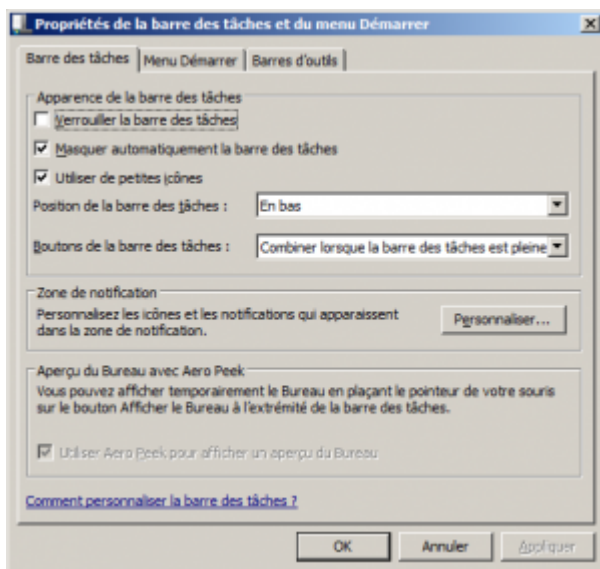 Propriétés de la barre des tâches et du menu Démarrer
Barre des tâches Menu Démarrer Barres d'outils
Apparence de la barre des tâches
Verrouiller la barre des tâches
Masquer automatiquement la barre des tâches
Utiliser de petites icônes
Position de la barre des tâches : En bas
Boutons de la barre des tâches : Combiner lorsque la barre des tâches est pleine
Zone de notification
Personnalisez les icônes et les notifications qui apparaissent
dans la zone de notification.
Personnaliser...
Aperçu du Bureau avec Aero Peek
Vous pouvez afficher temporairement le Bureau en plaçant le pointeur de votre souris
sur le bouton Afficher le Bureau à l'extrémité de la barre des tâches.
Utiliser Aero Peek pour afficher un aperçu du Bureau
Comment personnaliser la barre des tâches ?
OK Annuler Appliquer